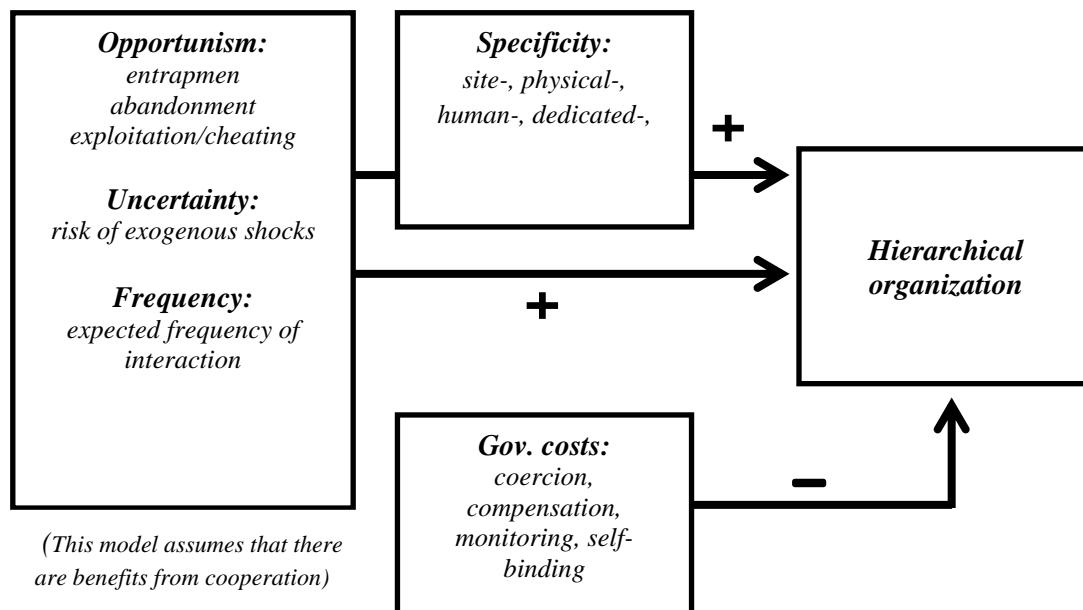 Opportunism:
entrapmen
abandonment
exploitation/cheating
Uncertainty:
risk of exogenous shocks
Frequency:
expected frequency of
interaction
(This model assumes that there
are benefits from cooperation)
Specificity:
site-, physical-,
human-, dedicated-,
+
+
Gov. costs:
coercion,
compensation,
monitoring, self-
binding
–
Hierarchical
organization